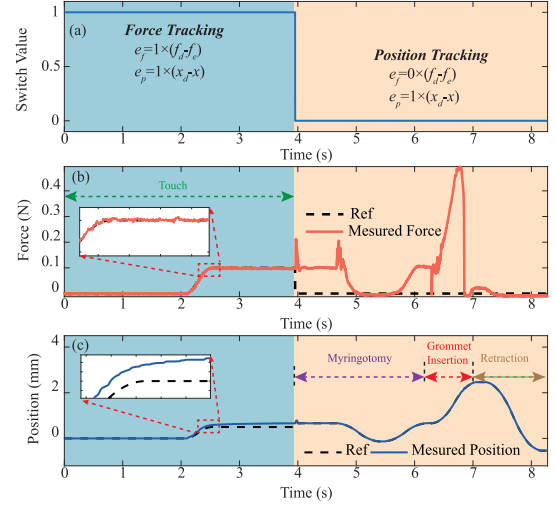 (a)
Force Tracking
e_f=1×(f_d-f_e)
e_p=1×(x_d-x)
Position Tracking
e_f=0×(f_d-f_e)
e_p=1×(x_d-x)
Switch Value
1
0.5
0
0 1 2 3 4 5 6 7 8
Time (s)
(b)
Touch
Ref
Mesured Force
Force (N)
0.4
0.3
0.2
0.1
0
0 1 2 3 4 5 6 7 8
Time (s)
(c)
Myringotomy
Grommet
Insertion
Retraction
Ref
Mesured Position
Position (mm)
4
2
0
0 1 2 3 4 5 6 7 8
Time (s)